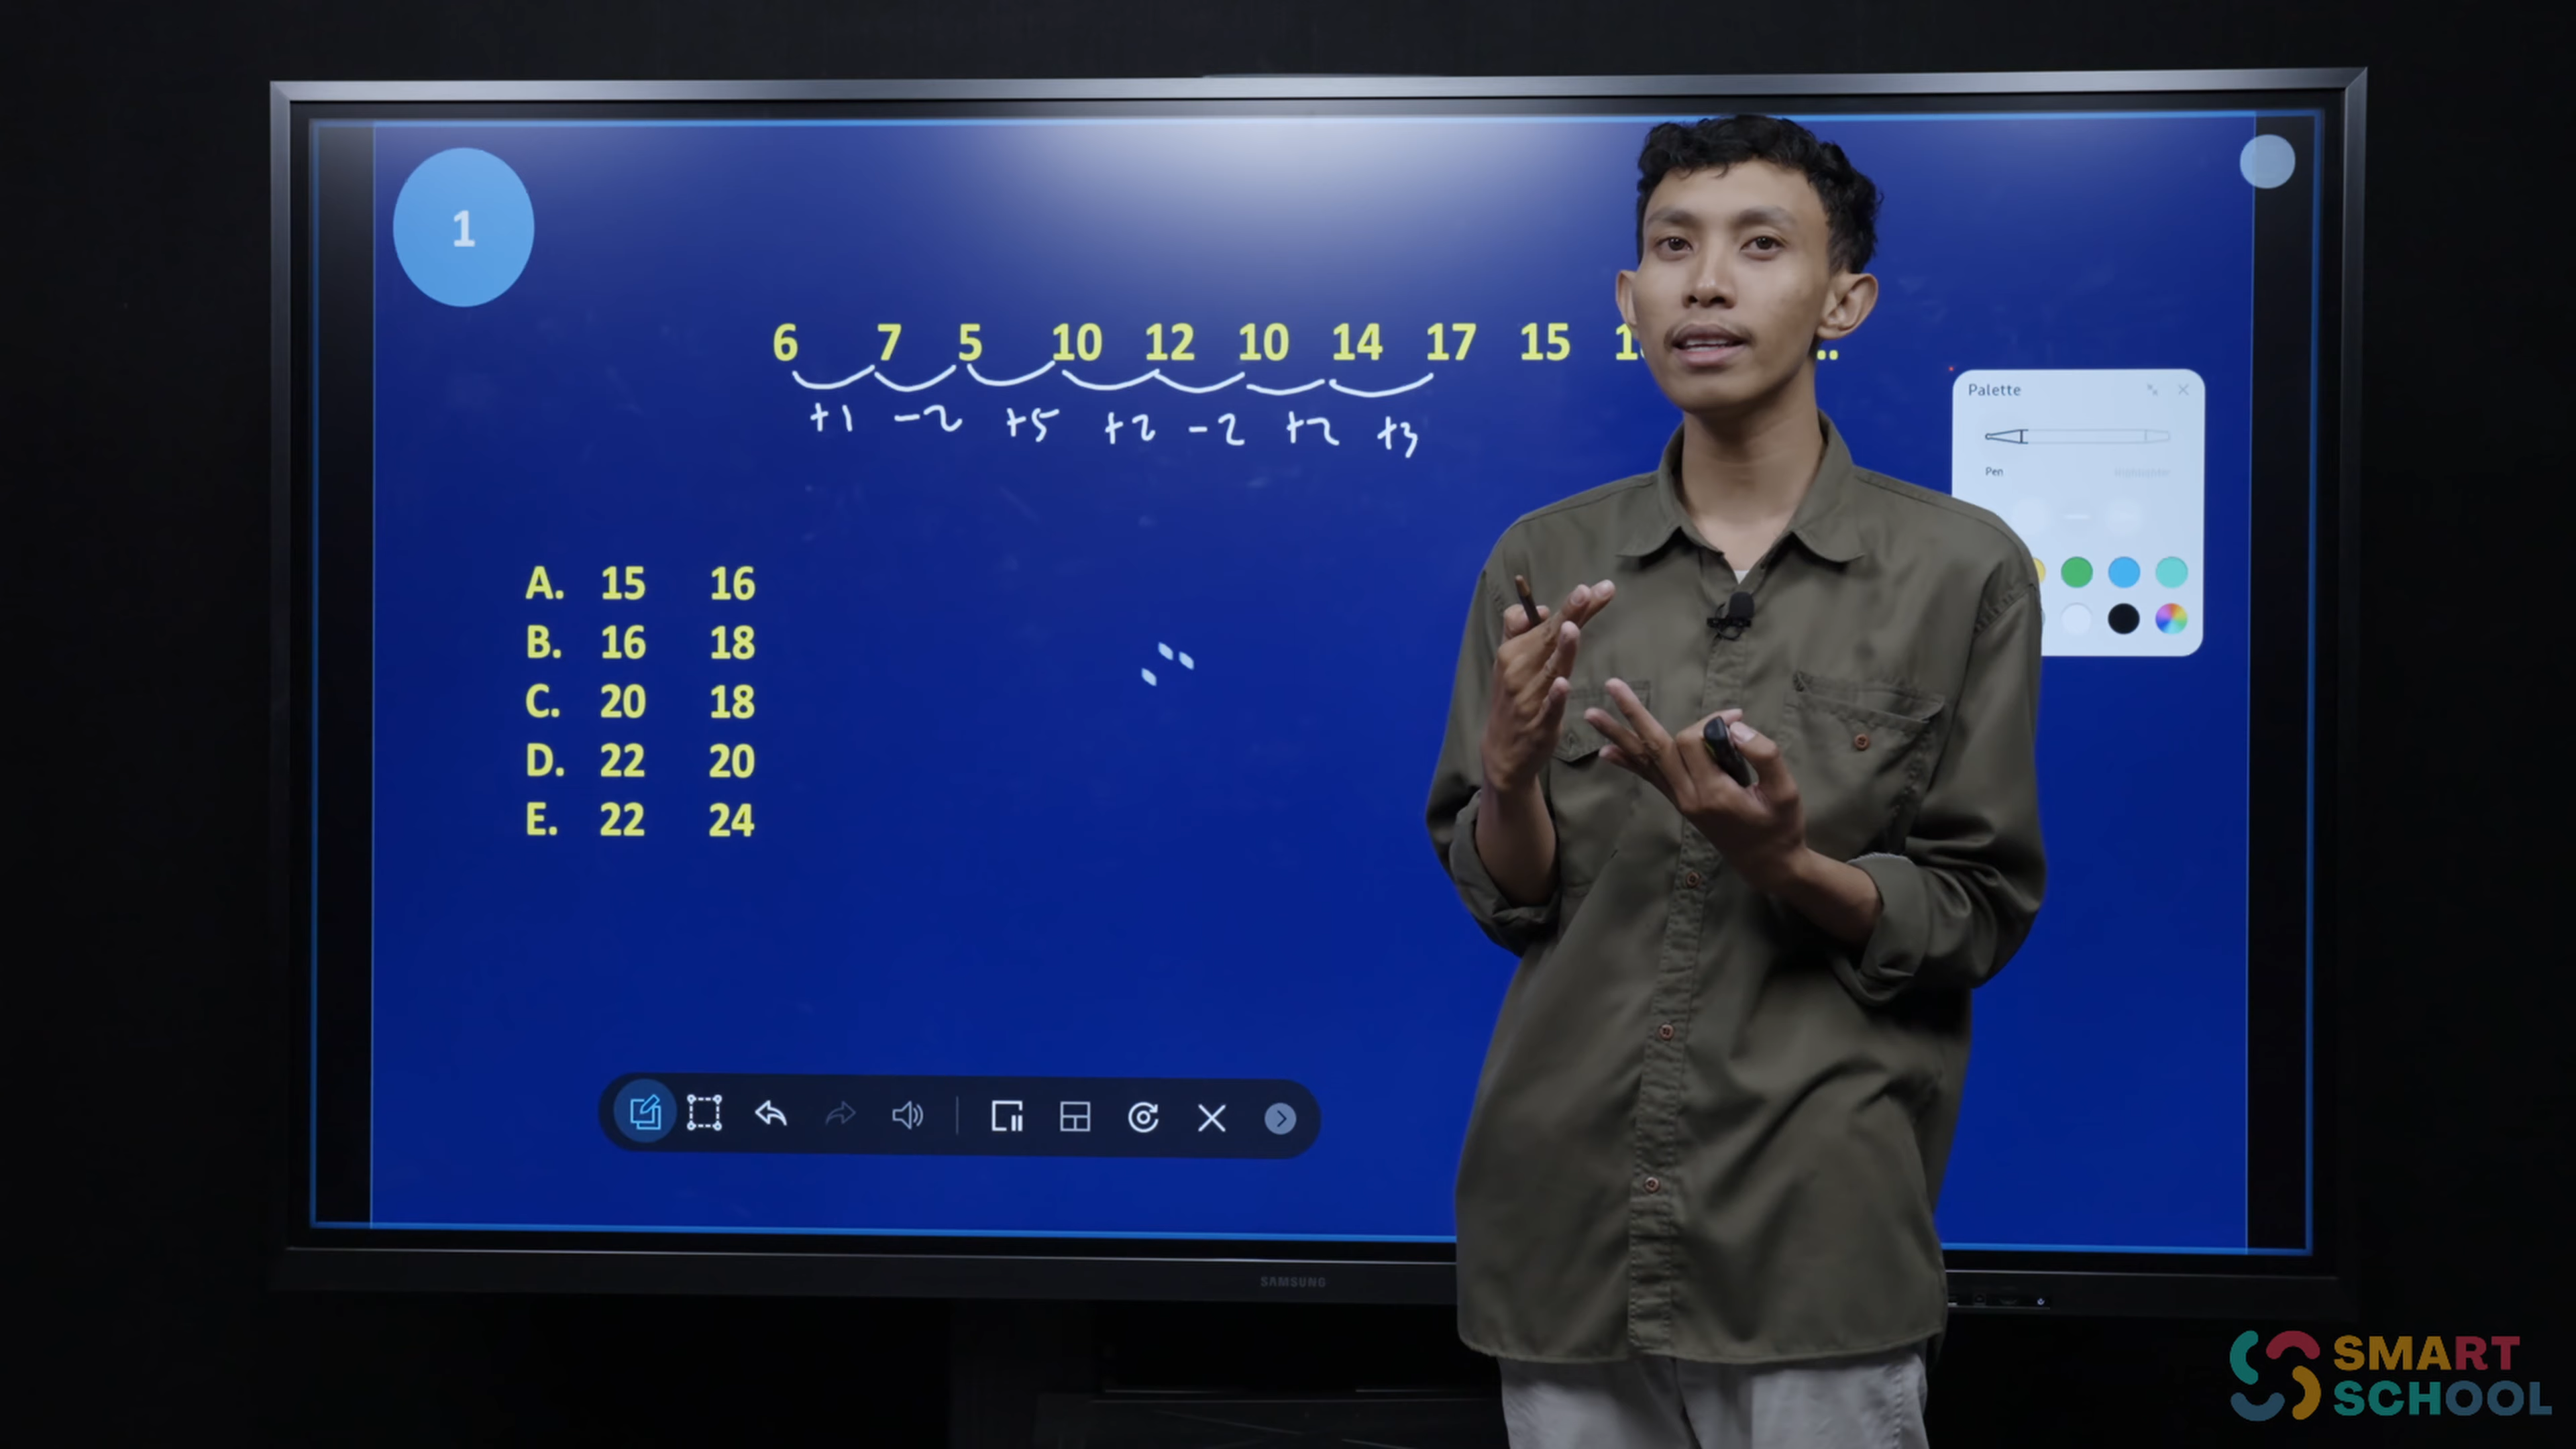 1
6 7 5 10 12 10 14 17 15 1 ..
+1 -2 +5 +2 -2 +2 +3
Palette
Pen
A. 15 16
B. 16 18
C. 20 18
D. 22 20
E. 22 24
SAMSUNG
SMART
SCHOOL